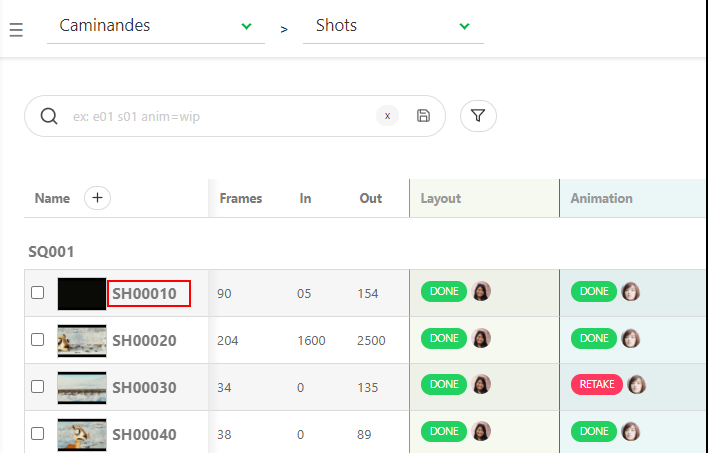 Caminandes > Shots
ex: e01 s01 anim=wip x
Name + Frames In Out Layout Animation
SQ001
SH00010 90 05 154 DONE DONE
SH00020 204 1600 2500 DONE DONE
SH00030 34 0 135 DONE RETAKE
SH00040 38 0 89 DONE DONE